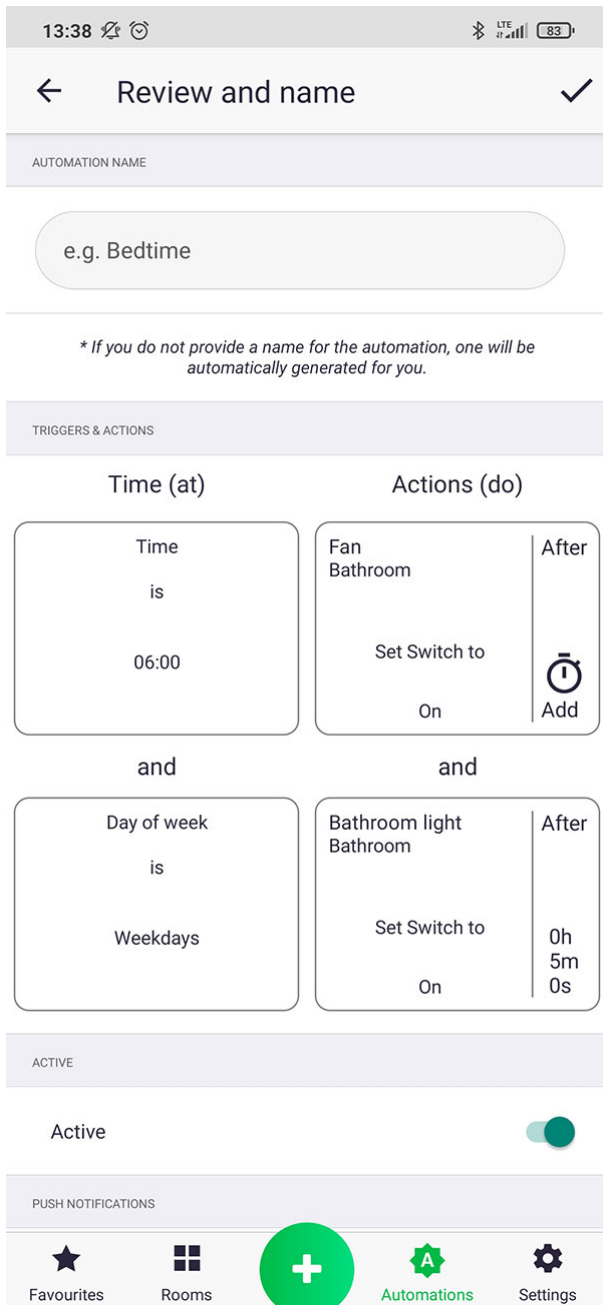 13:38 LTE 83
Review and name
AUTOMATION NAME
e.g. Bedtime
* If you do not provide a name for the automation, one will be
automatically generated for you.
TRIGGERS & ACTIONS
Time (at)
Actions (do)
Time
is
06:00
Fan
Bathroom
Set Switch to
On
After
Add
and
and
Day of week
is
Weekdays
Bathroom light
Bathroom
Set Switch to
On
After
0h
5m
0s
ACTIVE
Active
PUSH NOTIFICATIONS
A
Favourites Rooms Automations Settings